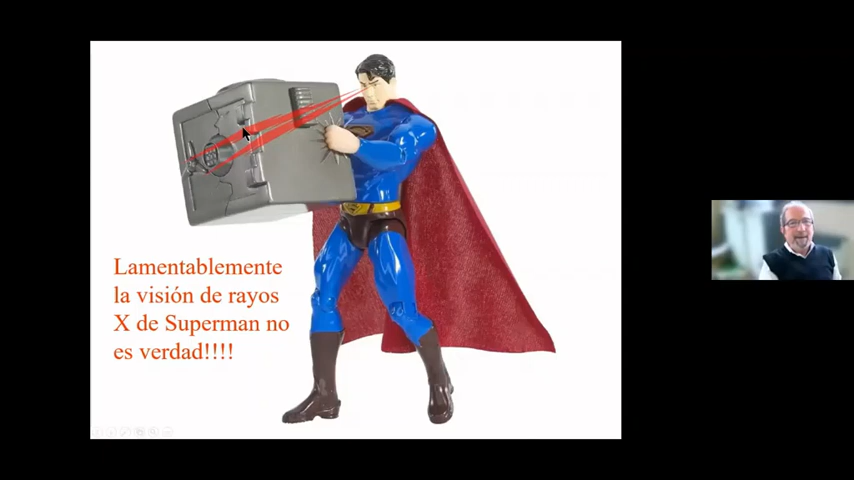 Lamentablemente
la visión de rayos
X de Superman no
es verdad!!!!